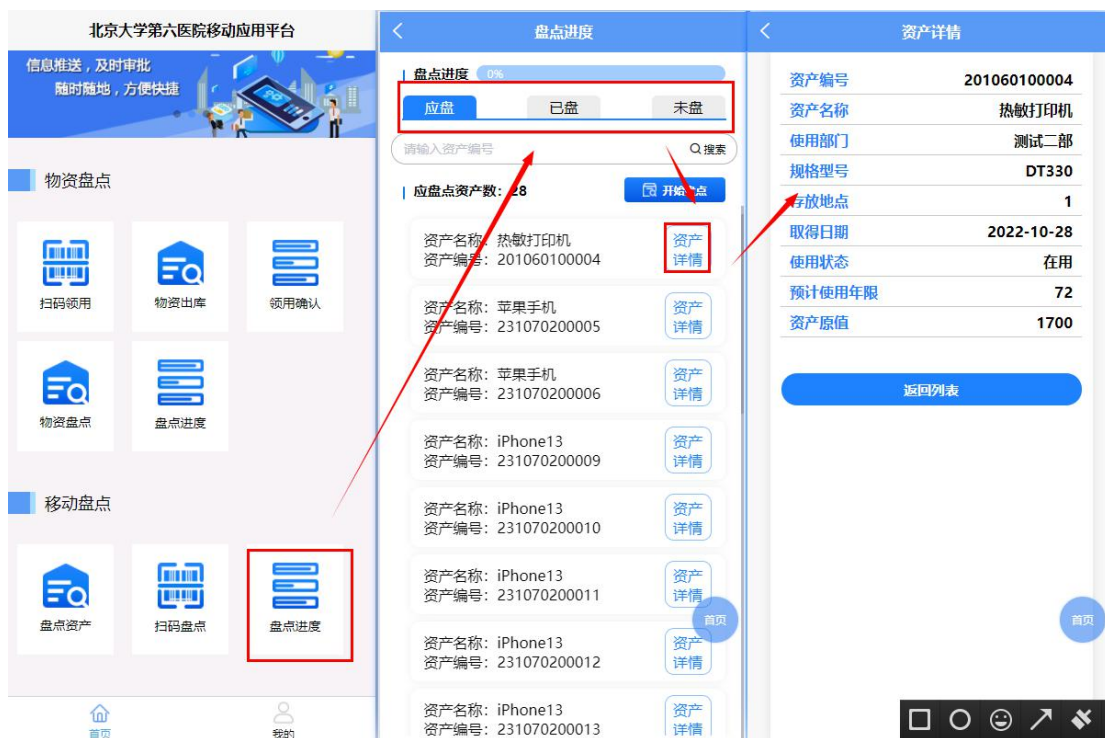 北京大学第六医院移动应用平台
信息推送，及时审批
随时随地，方便快捷
物资盘点
扫码领用
物资出库
领用确认
物资盘点
盘点进度
移动盘点
盘点资产
扫码盘点
盘点进度
首页
我的
盘点进度
盘点进度 0%
应盘
已盘
未盘
请输入资产编号
搜索
应盘点资产数：28
开始盘点
资产名称：热敏打印机
资产编号：201060100004
资产
详情
资产名称：苹果手机
资产编号：231070200005
资产
详情
资产名称：苹果手机
资产编号：231070200006
资产
详情
资产名称：iPhone13
资产编号：231070200009
资产
详情
资产名称：iPhone13
资产编号：231070200010
资产
详情
资产名称：iPhone13
资产编号：231070200011
资产
详情
首页
资产名称：iPhone13
资产编号：231070200012
资产
详情
资产名称：iPhone13
资产编号：231070200013
资产
详情
资产详情
资产编号 201060100004
资产名称 热敏打印机
使用部门 测试二部
规格型号 DT330
存放地点 1
取得日期 2022-10-28
使用状态 在用
预计使用年限 72
资产原值 1700
返回列表
首页